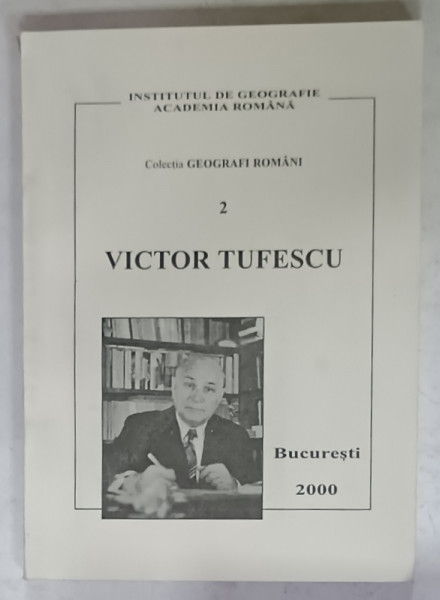 INSTITUTUL DE GEOGRAFIE
ACADEMIA ROMÂNĂ
Colecția GEOGRAFI ROMÂNI
2
VICTOR TUFESCU
București
2000